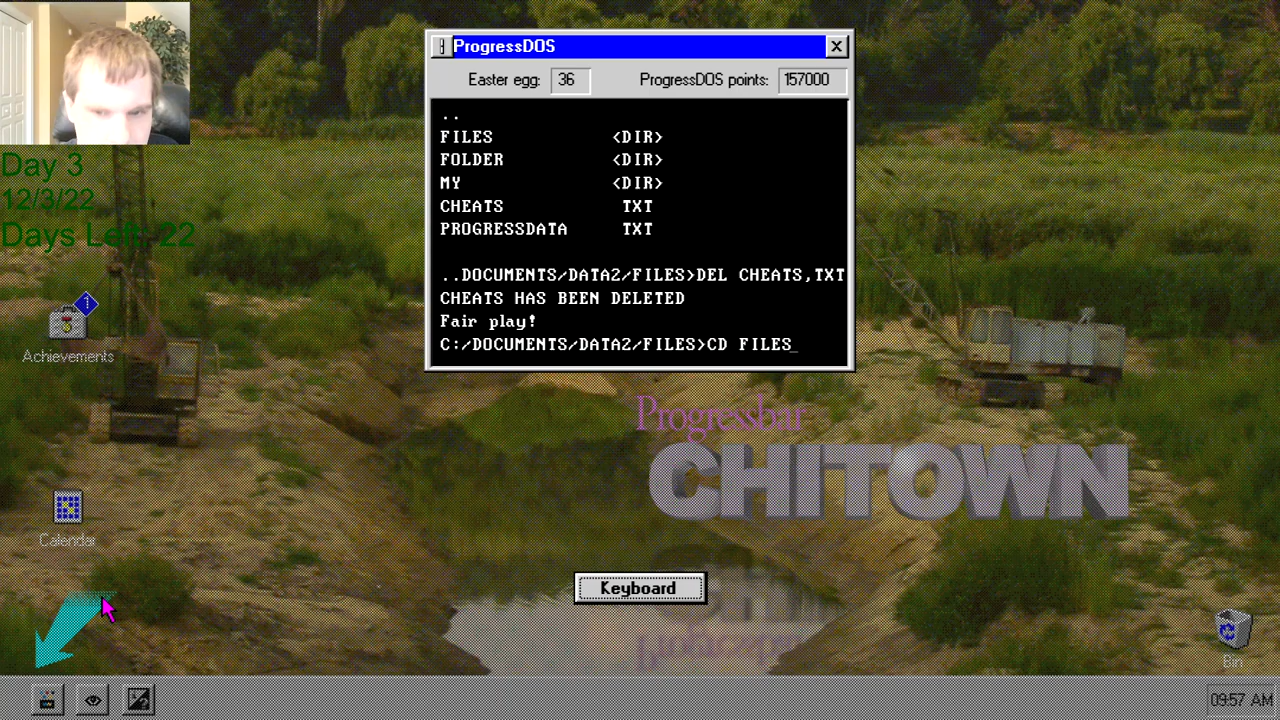 ProgressDOS
Easter egg: 36 ProgressDOS points: 157000
..
FILES <DIR>
FOLDER <DIR>
MY <DIR>
CHEATS TXT
PROGRESSDATA TXT
..DOCUMENTS/DATA2/FILES>DEL CHEATS,TXT
CHEATS HAS BEEN DELETED
Fair play!
C:/DOCUMENTS/DATA2/FILES>CD FILES_
Day 3
12/3/22
Days Left: 22
1
Achievements
Progressbar
CHITOWN
Calendar
Keyboard
Bin
09:57 AM